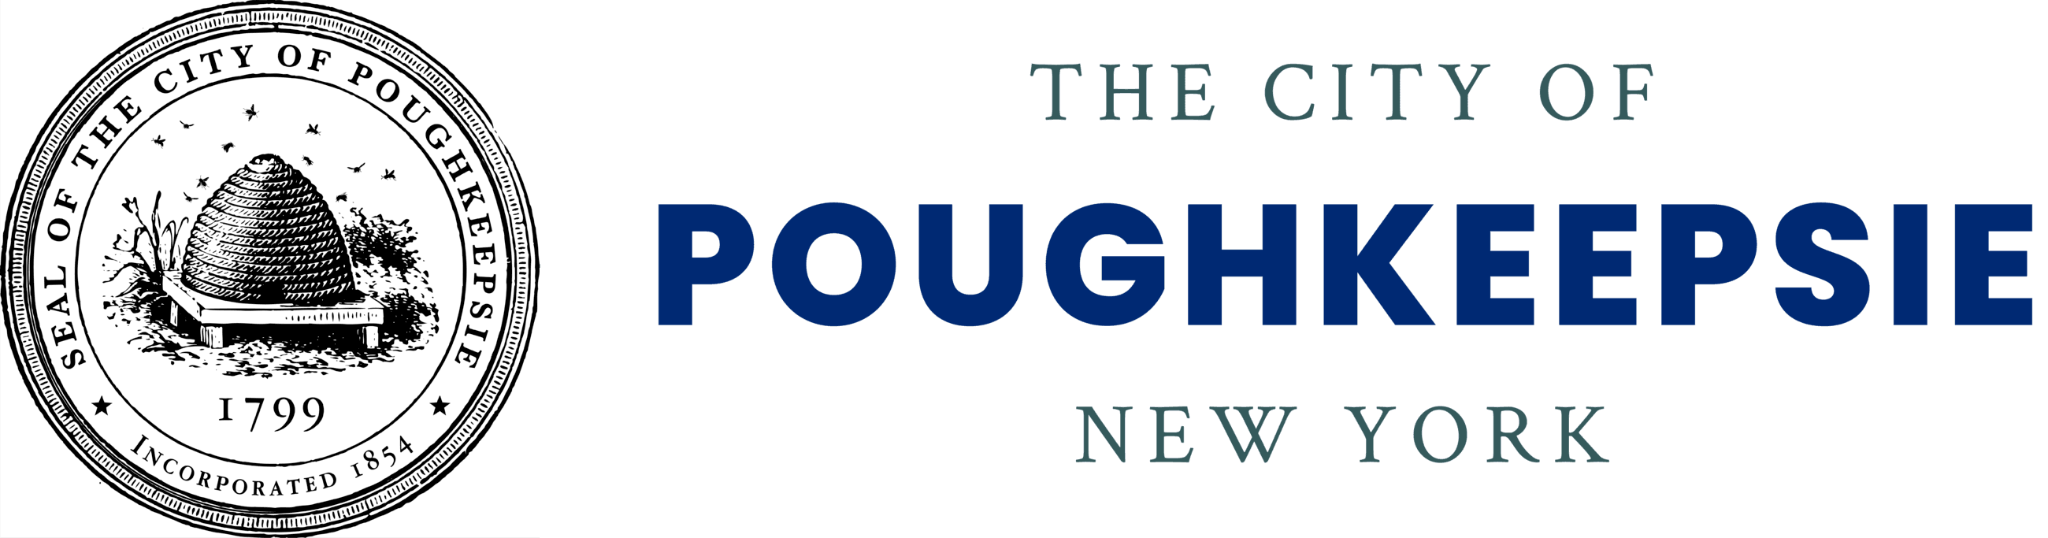 SEAL OF THE CITY OF POUGHKEEPSIE
1799
INCORPORATED 1854
THE CITY OF
POUGHKEEPSIE
NEW YORK